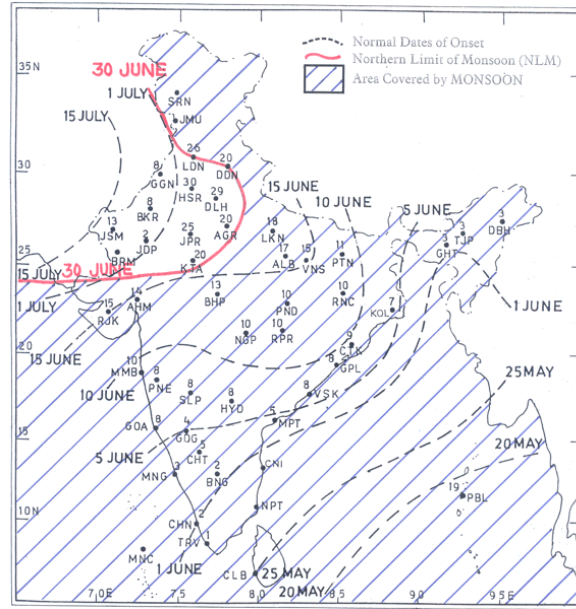 Normal Dates of Onset
Northern Limit of Monsoon (NLM)
Area Covered by MONSOON
35N
30 JUNE
1 JULY
SRN
15 JULY
JMU
26
LDN
20
DDN
30
8
GGN
30
HSR
29
DLH
15 JUNE
10 JUNE
5 JUNE
8
BKR
13
JSM
2
JDP
25
JPR
20
AGR
18
LKN
3
TJP
3
DBH
25
BRM
20
KTA
17
ALB
15
VNS
11
PTN
3
GHT
15 JULY
30 JUNE
1 JULY
15
RJK
14
AHM
13
BHP
10
PND
10
RNC
7
KOL
1 JUNE
20
15 JUNE
10
NGP
10
RPR
9
CTK
8
GPL
10
MMB
8
PNE
10 JUNE
8
SLP
8
HYD
8
VSK
25 MAY
15
GOA
8
4
GDG
5
MPT
5 JUNE
5
CHT
20 MAY
MNG
3
2
BNG
CNI
19
PBL
10N
CHN
2
NPT
TRV
1
MNC
1 JUNE
CLB
25 MAY
20 MAY
70E
75
80
85
90
95